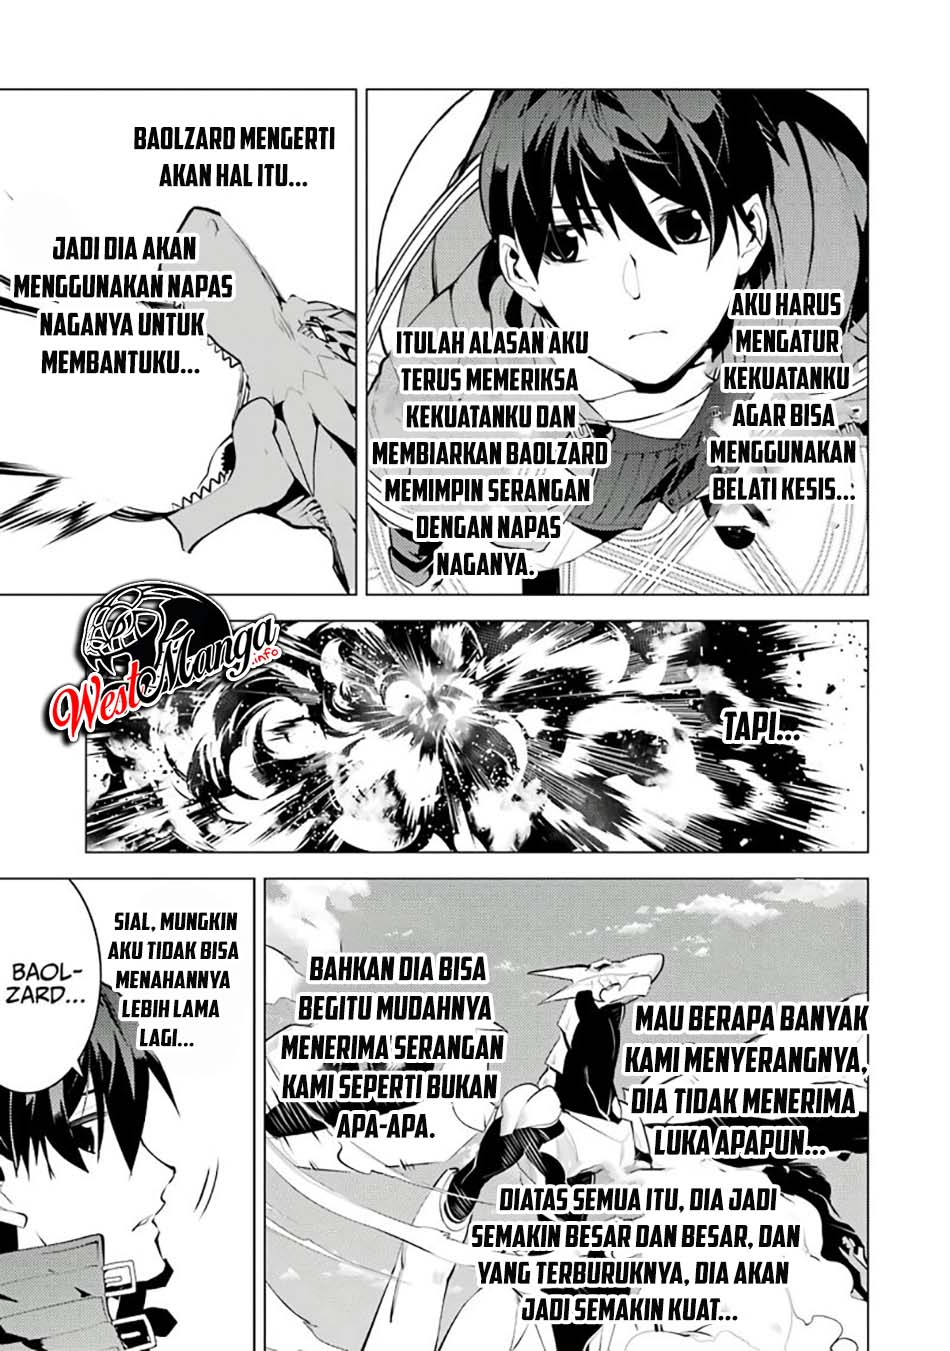 AKU HARUS
MENGATUR
KEKUATANKU
AGAR BISA
MENGGUNAKAN
BELATI KESIS...
ITULAH ALASAN AKU
TERUS MEMERIKSA
KEKUATANKU DAN
MEMBIARKAN BAOLZARD
MEMIMPIN SERANGAN
DENGAN NAPAS
NAGANYA.
BAOLZARD MENGERTI
AKAN HAL ITU...
JADI DIA AKAN
MENGGUNAKAN NAPAS
NAGANYA UNTUK
MEMBANTUKU...
TAPI...
WestManga
.info
MAU BERAPA BANYAK
KAMI MENYERANGNYA,
DIA TIDAK MENERIMA
LUKA APAPUN...
BAHKAN DIA BISA
BEGITU MUDAHNYA
MENERIMA SERANGAN
KAMI SEPERTI BUKAN
APA-APA.
DIATAS SEMUA ITU, DIA JADI
SEMAKIN BESAR DAN BESAR, DAN
YANG TERBURUKNYA, DIA AKAN
JADI SEMAKIN KUAT...
SIAL, MUNGKIN
AKU TIDAK BISA
MENAHANNYA
LEBIH LAMA
LAGI...
BAOL-
ZARD...